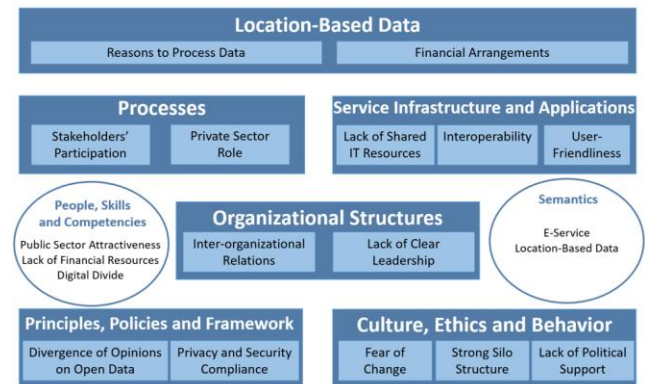 Location-Based Data
Reasons to Process Data
Financial Arrangements
Processes
Stakeholders'
Participation
Private Sector
Role
Service Infrastructure and Applications
Lack of Shared
IT Resources
Interoperability
User-
Friendliness
People, Skills
and Competencies
Public Sector Attractiveness
Lack of Financial Resources
Digital Divide
Organizational Structures
Inter-organizational
Relations
Lack of Clear
Leadership
Semantics
E-Service
Location-Based Data
Principles, Policies and Framework
Divergence of Opinions
on Open Data
Privacy and Security
Compliance
Culture, Ethics and Behavior
Fear of
Change
Strong Silo
Structure
Lack of Political
Support